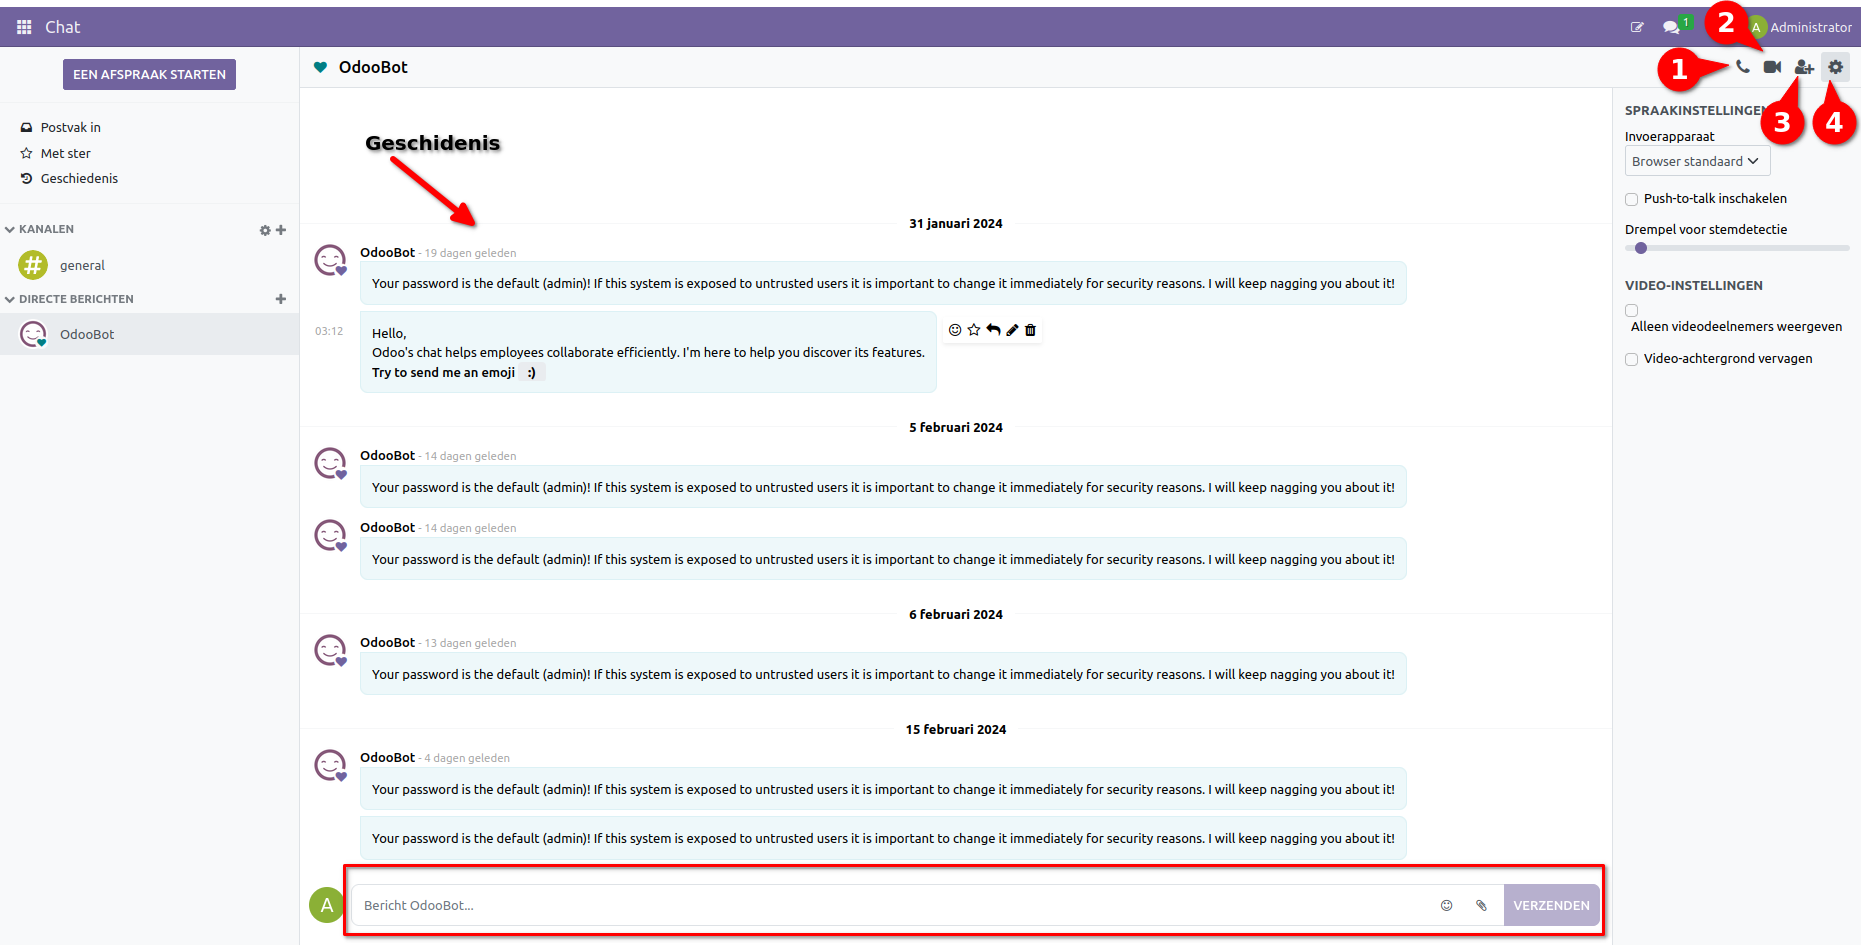 Chat
1
A Administrator
EEN AFSPRAAK STARTEN
Postvak in
Met ster
Geschiedenis
KANALEN
general
DIRECTE BERICHTEN
OdooBot
OdooBot
1
2
3
4
Geschidenis
31 januari 2024
OdooBot - 19 dagen geleden
Your password is the default (admin)! If this system is exposed to untrusted users it is important to change it immediately for security reasons. I will keep nagging you about it!
03:12
Hello,
Odoo's chat helps employees collaborate efficiently. I'm here to help you discover its features.
Try to send me an emoji :)
5 februari 2024
OdooBot - 14 dagen geleden
Your password is the default (admin)! If this system is exposed to untrusted users it is important to change it immediately for security reasons. I will keep nagging you about it!
OdooBot - 14 dagen geleden
Your password is the default (admin)! If this system is exposed to untrusted users it is important to change it immediately for security reasons. I will keep nagging you about it!
6 februari 2024
OdooBot - 13 dagen geleden
Your password is the default (admin)! If this system is exposed to untrusted users it is important to change it immediately for security reasons. I will keep nagging you about it!
15 februari 2024
OdooBot - 4 dagen geleden
Your password is the default (admin)! If this system is exposed to untrusted users it is important to change it immediately for security reasons. I will keep nagging you about it!
Your password is the default (admin)! If this system is exposed to untrusted users it is important to change it immediately for security reasons. I will keep nagging you about it!
A
Bericht OdooBot...
VERZENDEN
SPRAAKINSTELLINGEN
Invoerapparaat
Browser standaard
Push-to-talk inschakelen
Drempel voor stemdetectie
VIDEO-INSTELLINGEN
Alleen videodeelnemers weergeven
Video-achtergrond vervagen